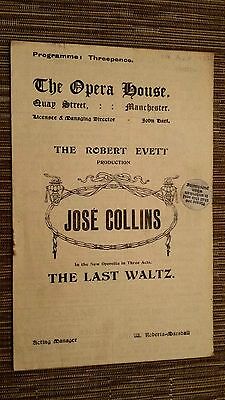 Programme: Threepence.
The Opera House,
Quay Street, : : Manchester.
Licensee & Managing Director - John Hart.
THE ROBERT EVETT
PRODUCTION
JOSÉ COLLINS
In the New Operetta in Three Acts,
THE LAST WALTZ.
Acting Manager W. Roberts-Marshall